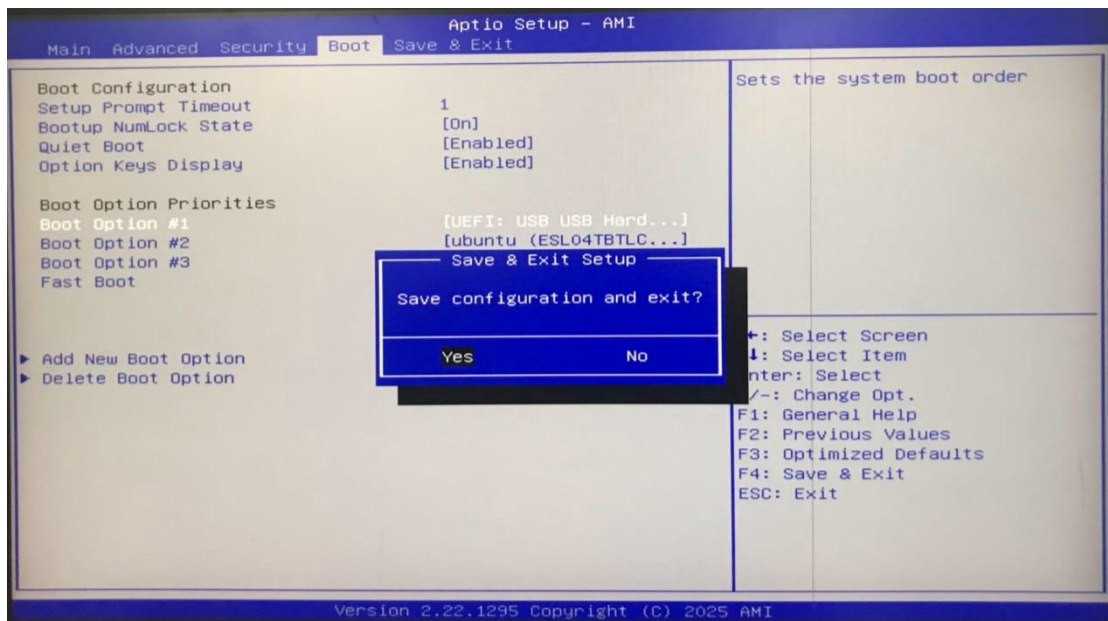 Aptio Setup – AMI
Main Advanced Security Boot Save & Exit
Boot Configuration
Setup Prompt Timeout 1
Bootup NumLock State [On]
Quiet Boot [Enabled]
Option Keys Display [Enabled]
Boot Option Priorities
Boot Option #1 [UEFI: USB USB Hard...]
Boot Option #2 [ubuntu (ESL04TBTLC...]
Boot Option #3
Fast Boot
▶ Add New Boot Option
▶ Delete Boot Option
Save & Exit Setup
Save configuration and exit?
Yes No
Sets the system boot order
←: Select Screen
↓: Select Item
nter: Select
/-: Change Opt.
F1: General Help
F2: Previous Values
F3: Optimized Defaults
F4: Save & Exit
ESC: Exit
Version 2.22.1295 Copyright (C) 2025 AMI